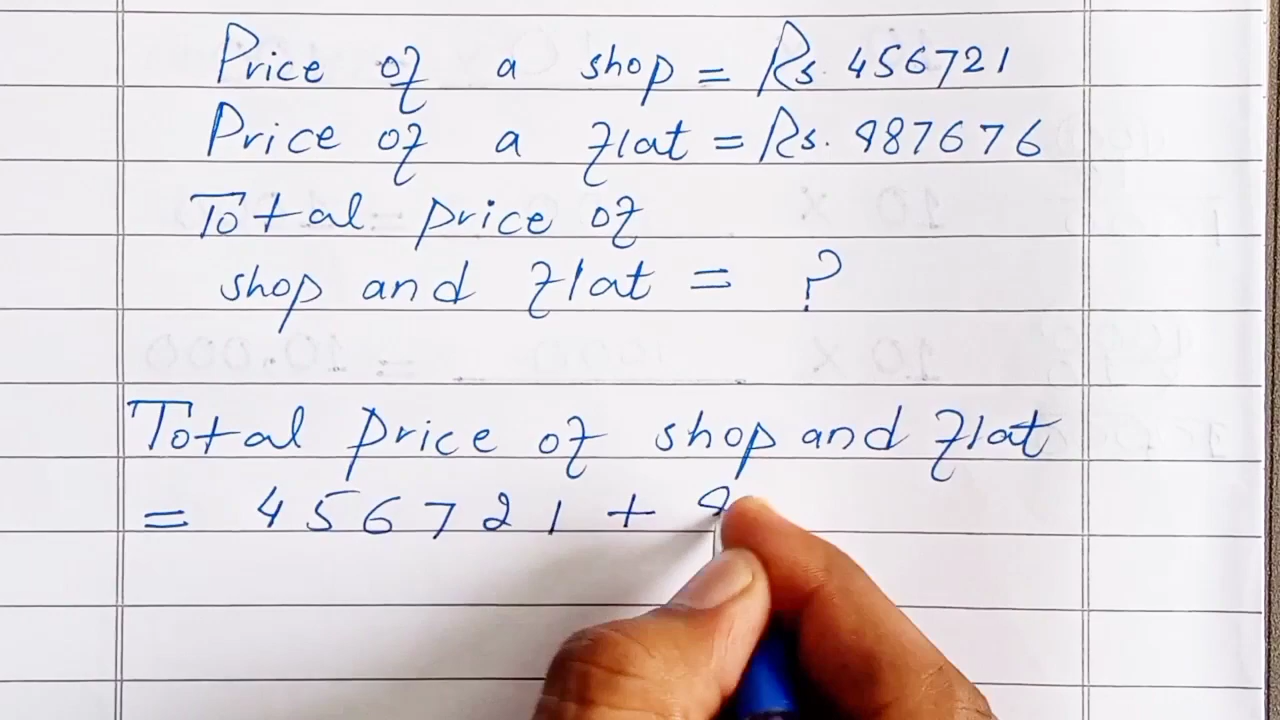 Price of a shop = Rs. 456721
Price of a flat = Rs. 987676
Total price of
shop and flat = ?
Total price of shop and flat
= 456721 + 9